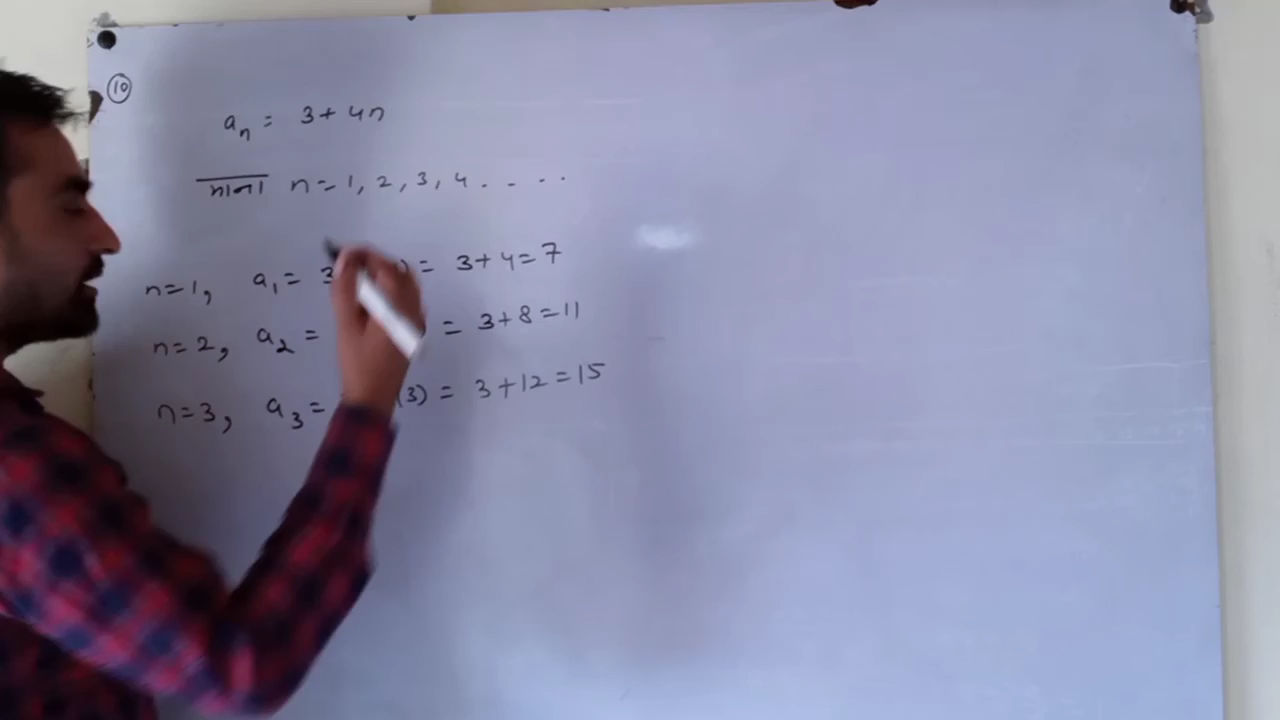 10
aₙ = 3 + 4n
माना n = 1, 2, 3, 4 . . . .
n = 1, a₁ = 3 ) = 3 + 4 = 7
n = 2, a₂ = ) = 3 + 8 = 11
n = 3, a₃ = (3) = 3 + 12 = 15